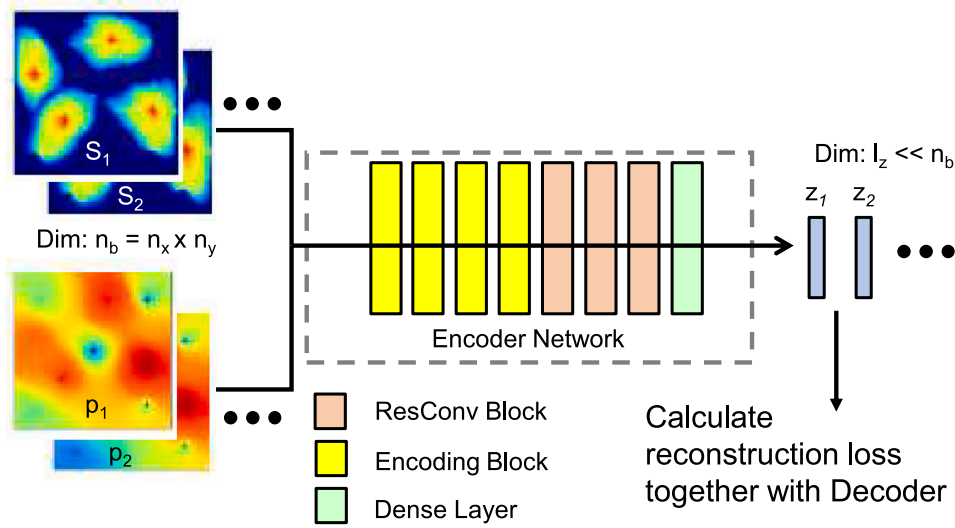 S1
S2
Dim: nb = nx x ny
p1
p2
Encoder Network
Dim: lz << nb
z1 z2
ResConv Block
Encoding Block
Dense Layer
Calculate
reconstruction loss
together with Decoder